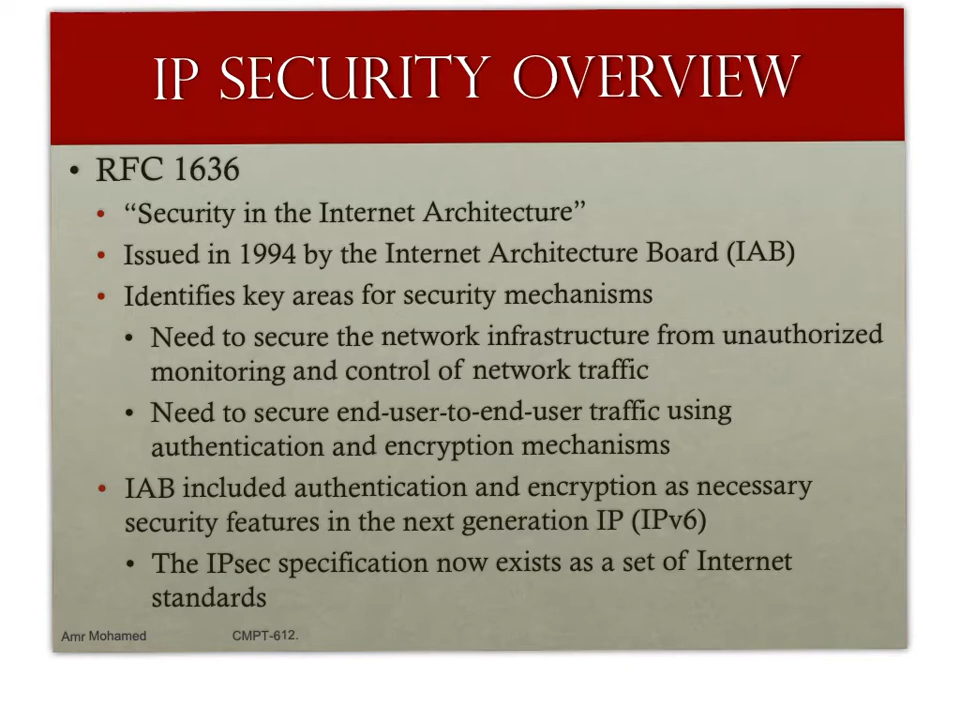 IP SECURITY OVERVIEW
• RFC 1636
• “Security in the Internet Architecture”
• Issued in 1994 by the Internet Architecture Board (IAB)
• Identifies key areas for security mechanisms
• Need to secure the network infrastructure from unauthorized
monitoring and control of network traffic
• Need to secure end-user-to-end-user traffic using
authentication and encryption mechanisms
• IAB included authentication and encryption as necessary
security features in the next generation IP (IPv6)
• The IPsec specification now exists as a set of Internet
standards
Amr Mohamed CMPT-612.